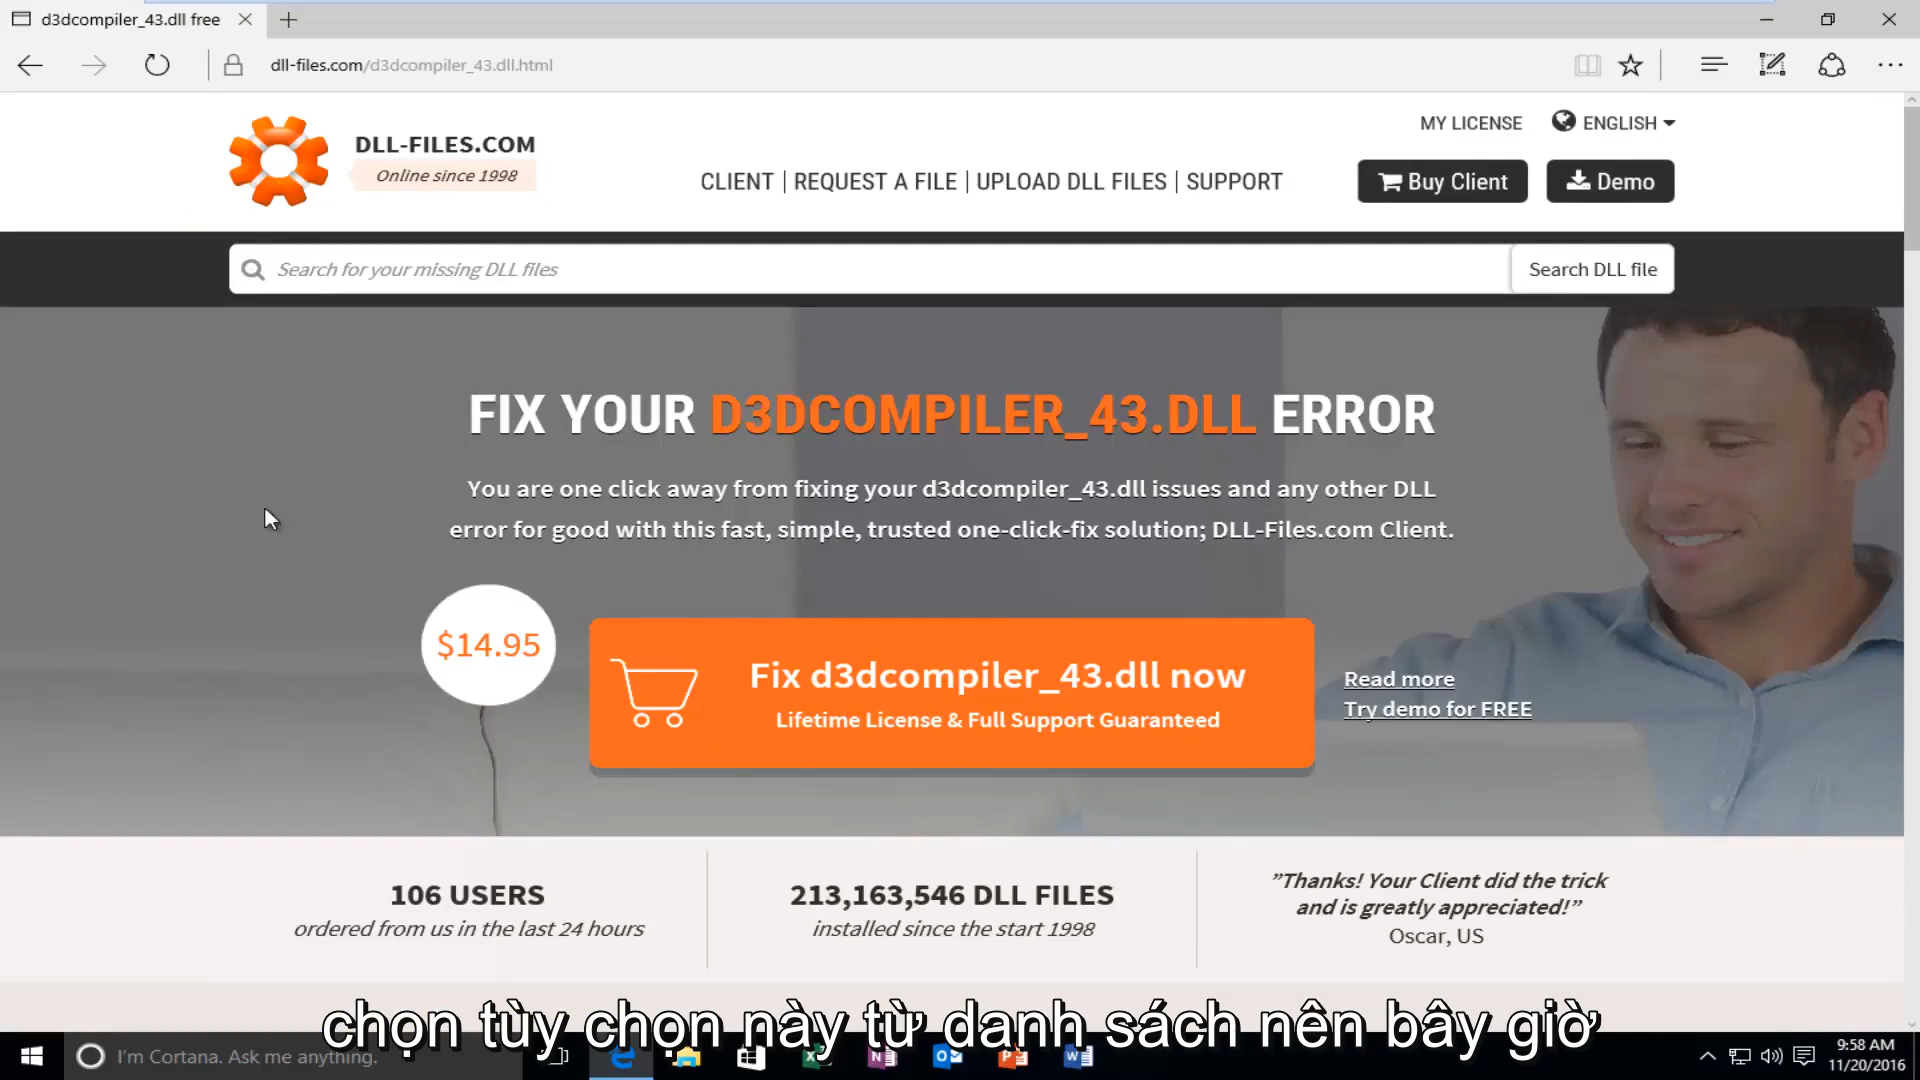 d3dcompiler_43.dll free
dll-files.com/d3dcompiler_43.dll.html
MY LICENSE
ENGLISH
DLL-FILES.COM
Online since 1998
CLIENT | REQUEST A FILE | UPLOAD DLL FILES | SUPPORT
Buy Client
Demo
Search for your missing DLL files
Search DLL file
FIX YOUR D3DCOMPILER_43.DLL ERROR
You are one click away from fixing your d3dcompiler_43.dll issues and any other DLL
error for good with this fast, simple, trusted one-click-fix solution; DLL-Files.com Client.
$14.95
Fix d3dcompiler_43.dll now
Lifetime License & Full Support Guaranteed
Read more
Try demo for FREE
106 USERS
ordered from us in the last 24 hours
213,163,546 DLL FILES
installed since the start 1998
"Thanks! Your Client did the trick
and is greatly appreciated!"
Oscar, US
chọn tùy chọn này từ danh sách nên bây giờ
I'm Cortana. Ask me anything.
9:58 AM
11/20/2016